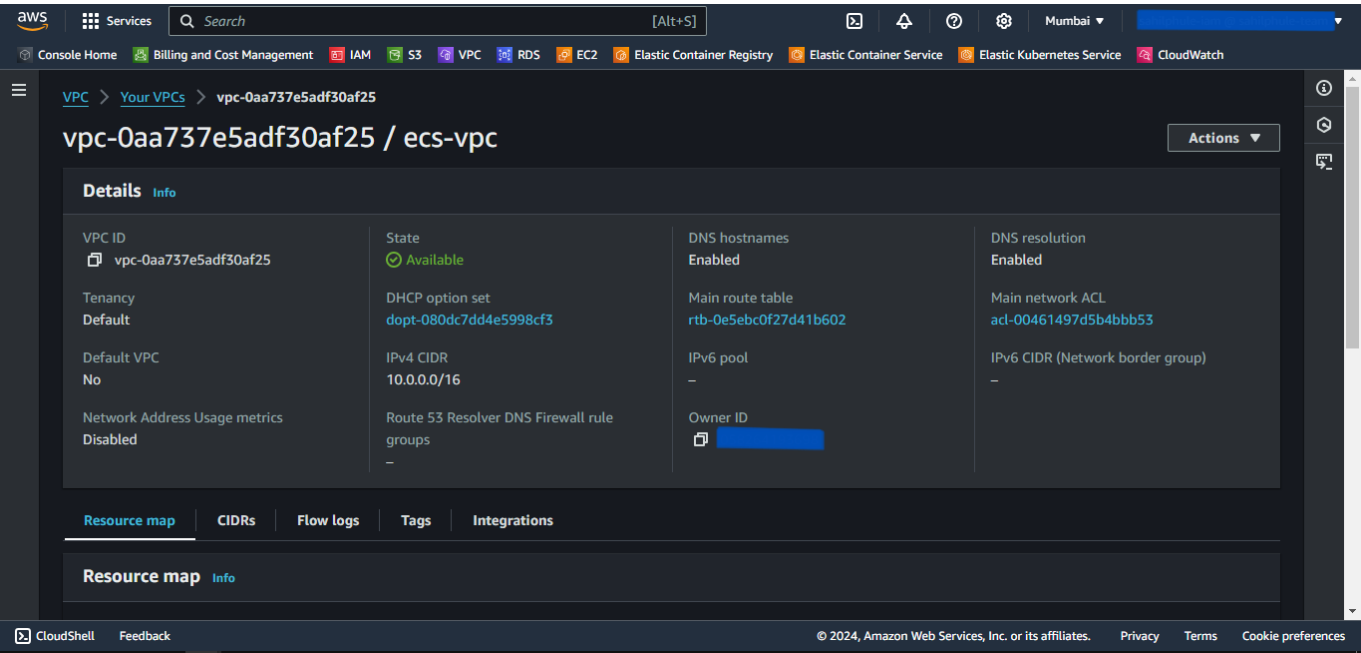 aws Services Search [Alt+S] Mumbai
Console Home Billing and Cost Management IAM S3 VPC RDS EC2 Elastic Container Registry Elastic Container Service Elastic Kubernetes Service CloudWatch
VPC > Your VPCs > vpc-0aa737e5adf30af25
vpc-0aa737e5adf30af25 / ecs-vpc
Actions
Details Info
VPC ID State DNS hostnames DNS resolution
vpc-0aa737e5adf30af25 Available Enabled Enabled
Tenancy DHCP option set Main route table Main network ACL
Default dopt-080dc7dd4e5998cf3 rtb-0e5ebc0f27d41b602 acl-00461497d5b4bbb53
Default VPC IPv4 CIDR IPv6 pool IPv6 CIDR (Network border group)
No 10.0.0.0/16 – –
Network Address Usage metrics Route 53 Resolver DNS Firewall rule Owner ID
Disabled groups
–
Resource map CIDRs Flow logs Tags Integrations
Resource map Info
CloudShell Feedback © 2024, Amazon Web Services, Inc. or its affiliates. Privacy Terms Cookie preferences